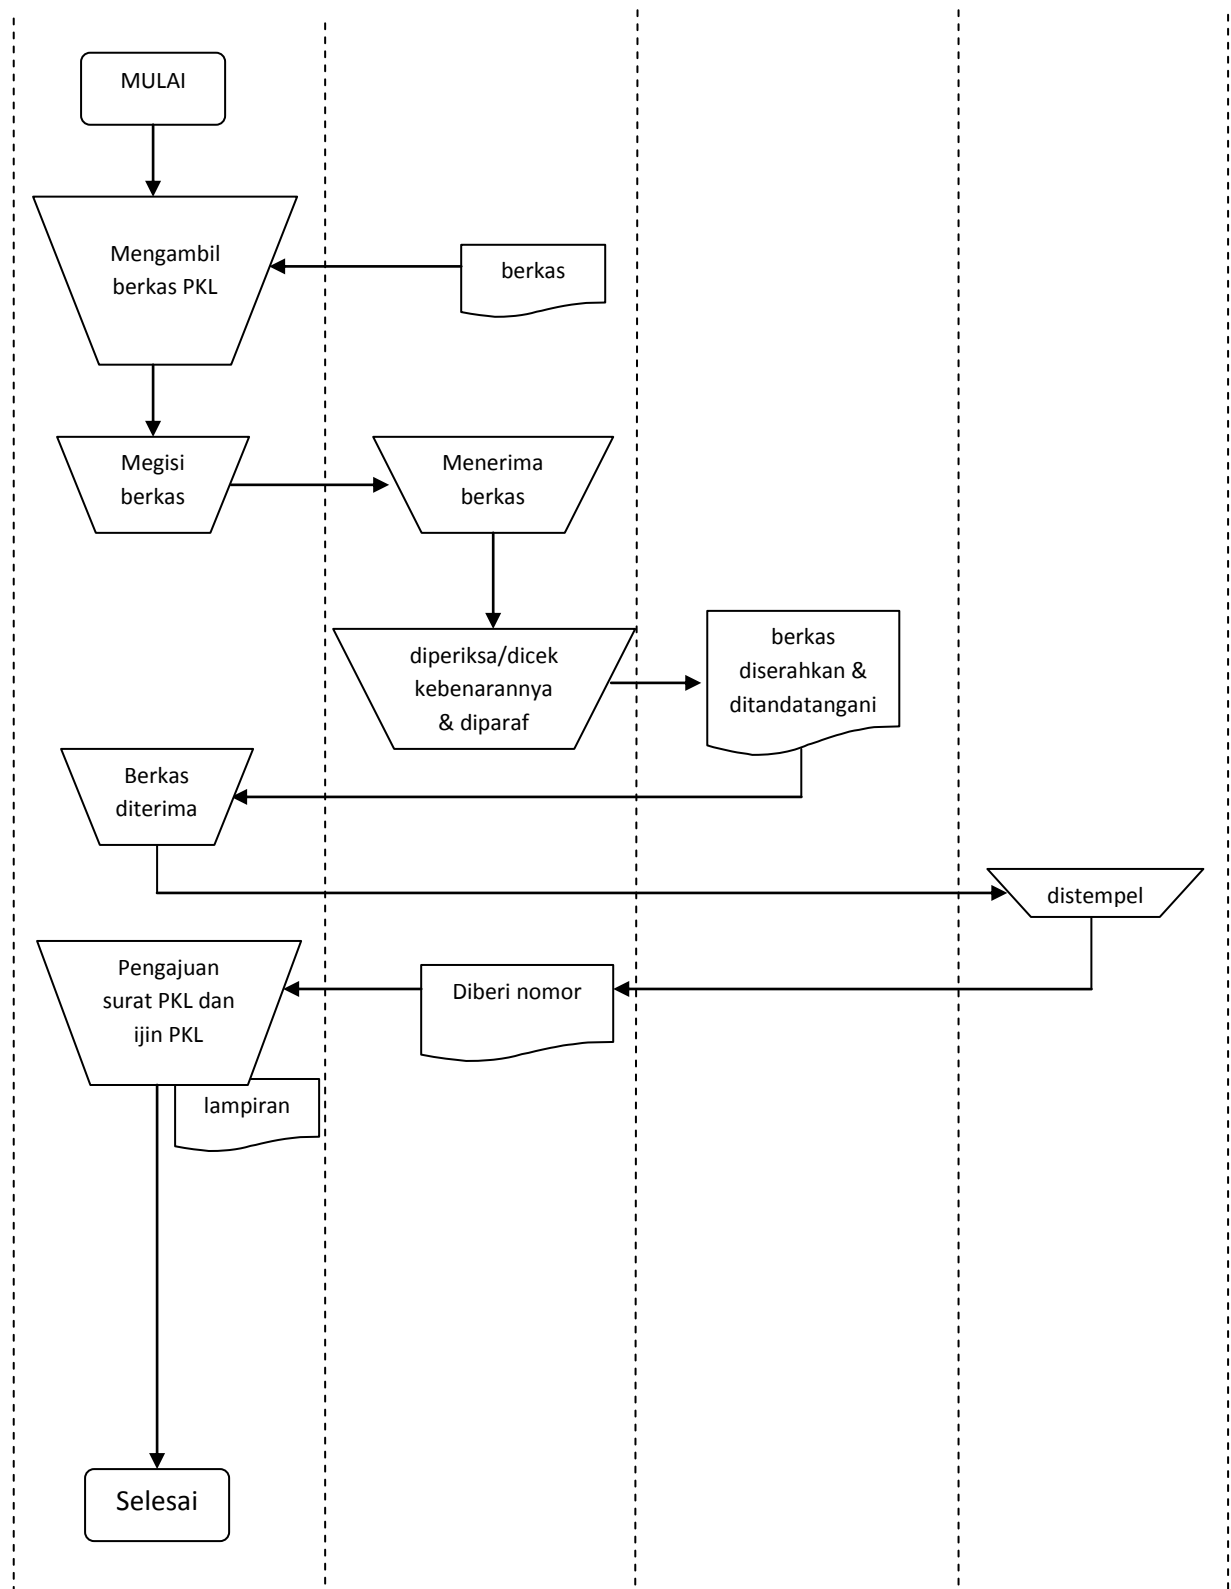 MULAI
Mengambil
berkas PKL
berkas
Megisi
berkas
Menerima
berkas
diperiksa/dicek
kebenarannya
& diparaf
berkas
diserahkan &
ditandatangani
Berkas
diterima
distempel
Pengajuan
surat PKL dan
ijin PKL
Diberi nomor
lampiran
Selesai